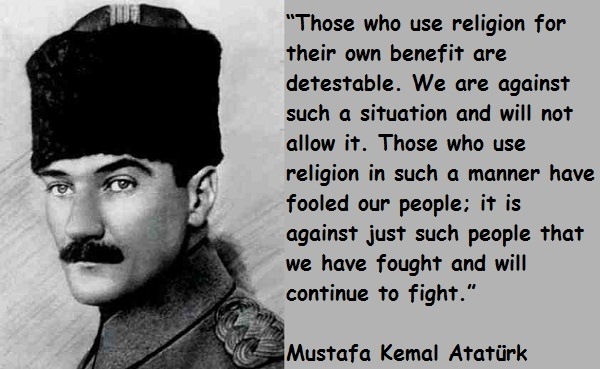 “Those who use religion for
their own benefit are
detestable. We are against
such a situation and will not
allow it. Those who use
religion in such a manner have
fooled our people; it is
against just such people that
we have fought and will
continue to fight.”
Mustafa Kemal Atatürk